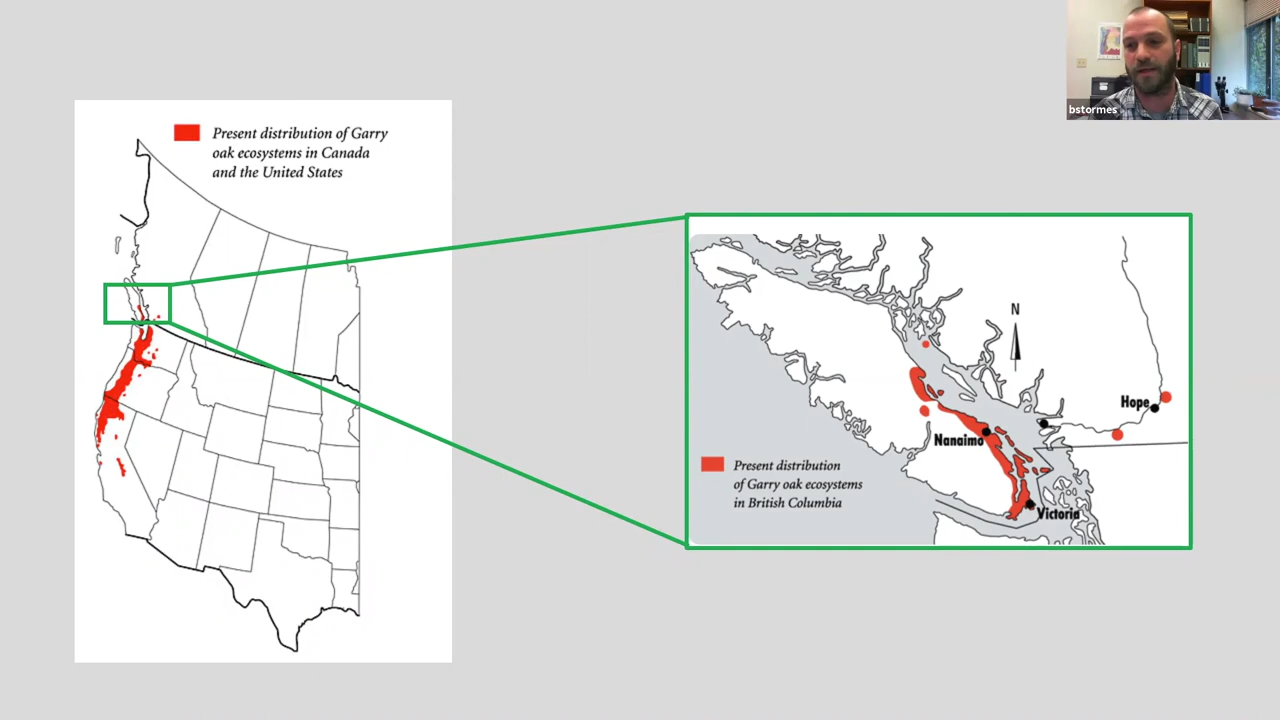 bstormes
Present distribution of Garry
oak ecosystems in Canada
and the United States
N
Hope
Nanaimo
Present distribution
of Garry oak ecosystems
in British Columbia
Victoria